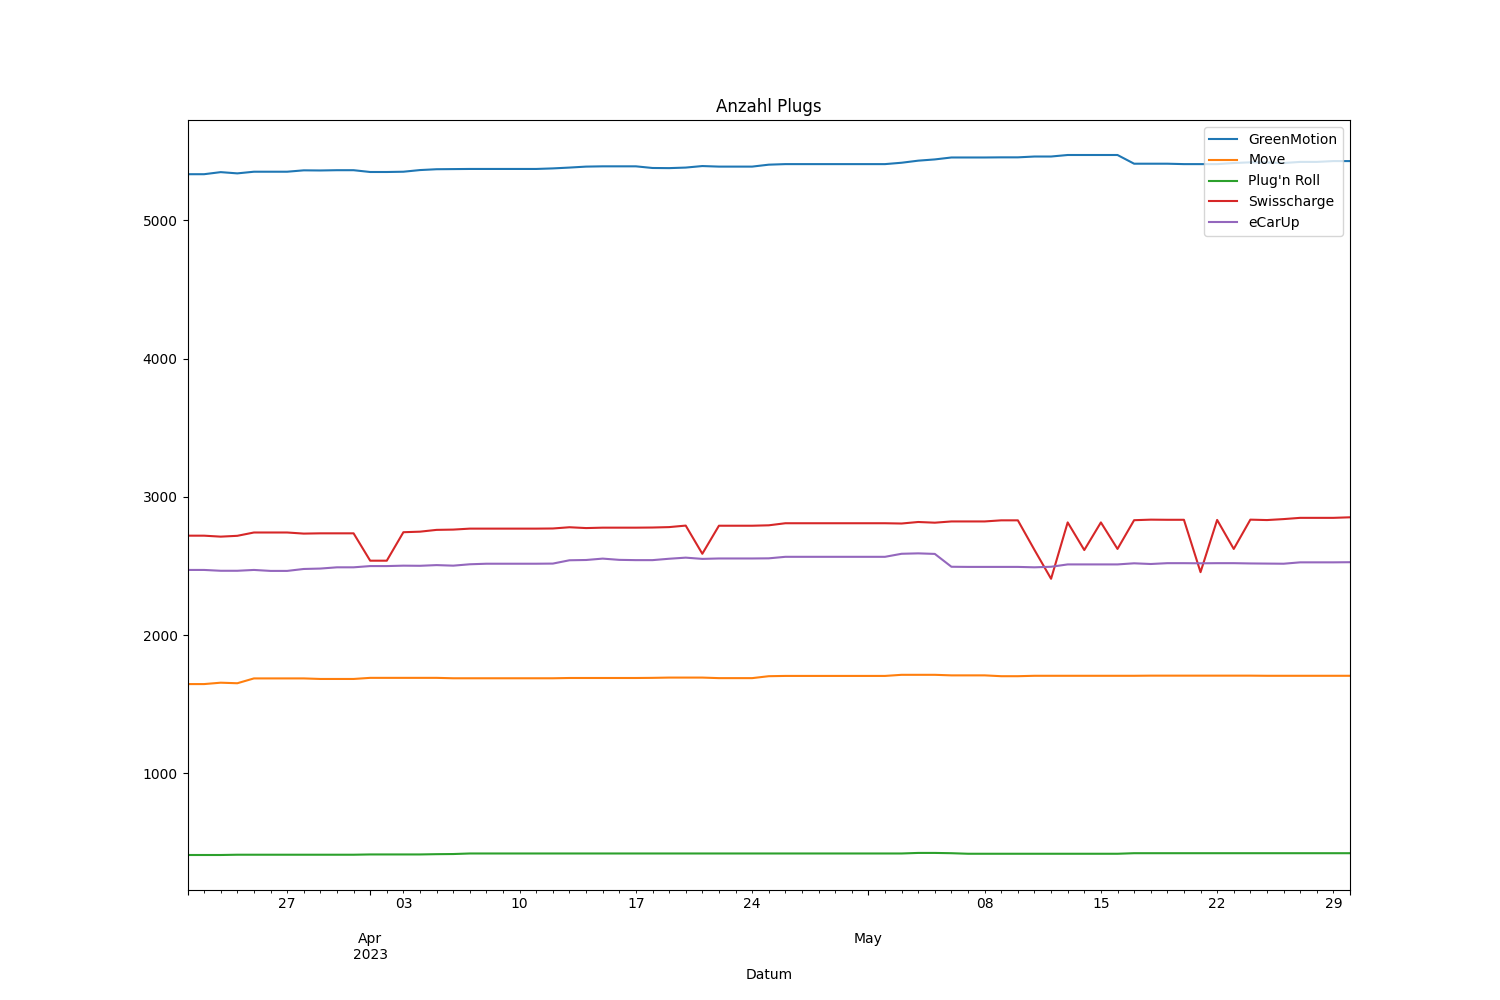 Anzahl Plugs
GreenMotion
Move
Plug'n Roll
Swisscharge
eCarUp
5000
4000
3000
2000
1000
27 03 10 17 24 08 15 22 29
Apr May
2023
Datum